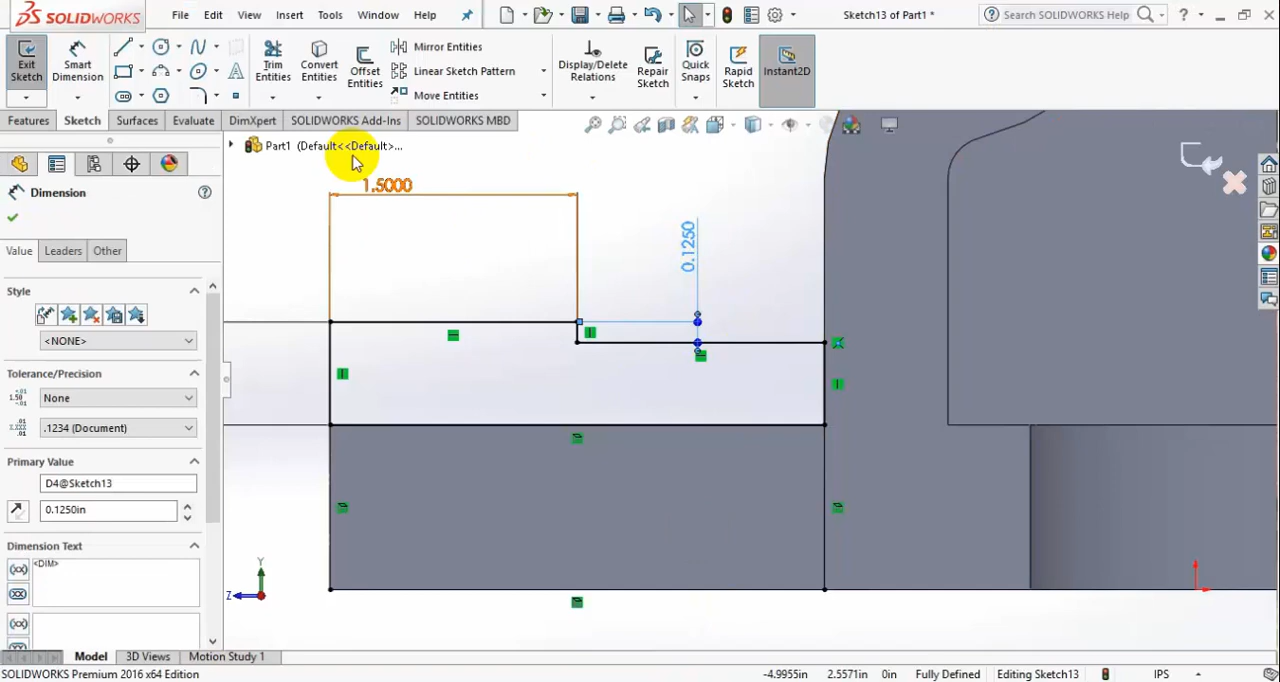 SOLIDWORKS File Edit View Insert Tools Window Help Sketch13 of Part1 * Search SOLIDWORKS Help ?
Exit Sketch Smart Dimension Trim Entities Convert Entities Offset Entities Mirror Entities Linear Sketch Pattern Move Entities Display/Delete Relations Repair Sketch Quick Snaps Rapid Sketch Instant2D
Features Sketch Surfaces Evaluate DimXpert SOLIDWORKS Add-Ins SOLIDWORKS MBD
Part1 (Default<<Default>...
Dimension
1.5000
0.1250
Value Leaders Other
Style
<NONE>
Tolerance/Precision
None
.1234 (Document)
Primary Value
D4@Sketch13
0.1250in
Dimension Text
<DIM>
Y
Z
Model 3D Views Motion Study 1
SOLIDWORKS Premium 2016 x64 Edition -4.9955in 2.5571in 0in Fully Defined Editing Sketch13 IPS